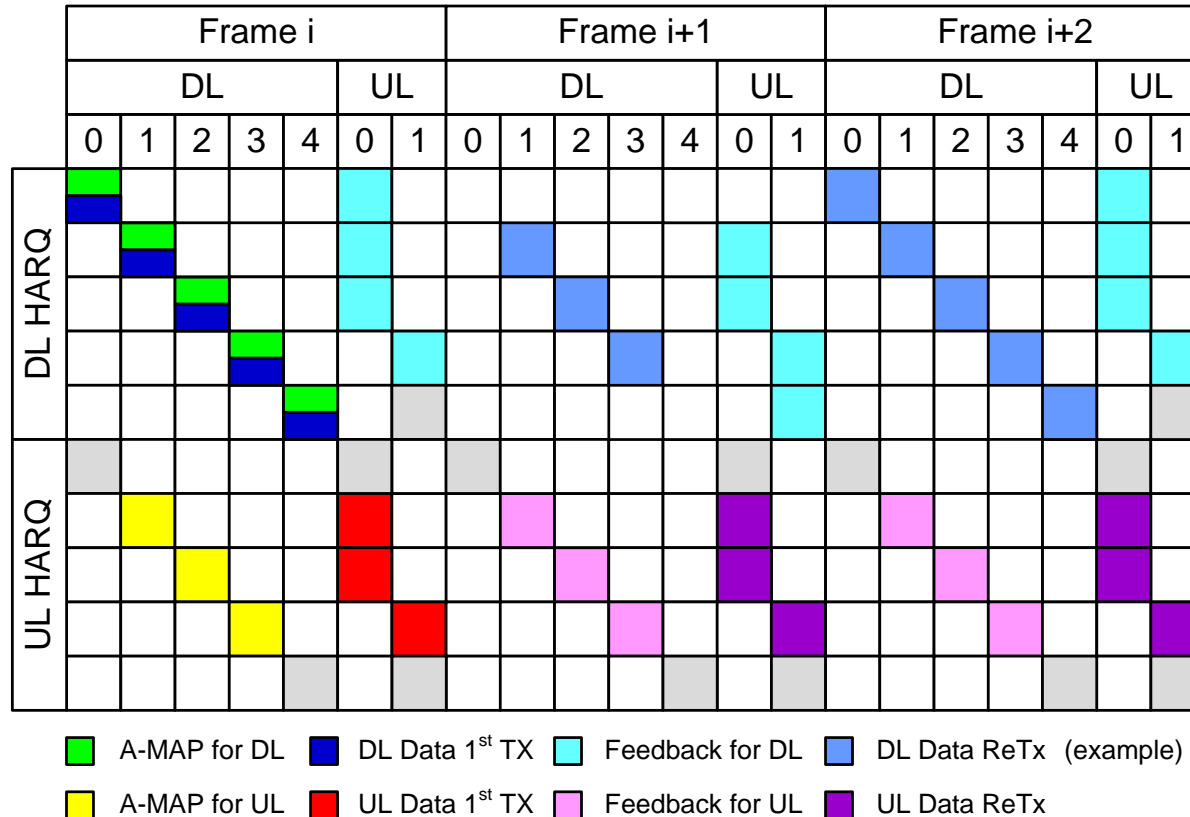 Frame i Frame i+1 Frame i+2
DL UL DL UL DL UL
0 1 2 3 4 0 1 0 1 2 3 4 0 1 0 1 2 3 4 0 1
DL HARQ
UL HARQ
A-MAP for DL DL Data 1st TX Feedback for DL DL Data ReTx (example)
A-MAP for UL UL Data 1st TX Feedback for UL UL Data ReTx